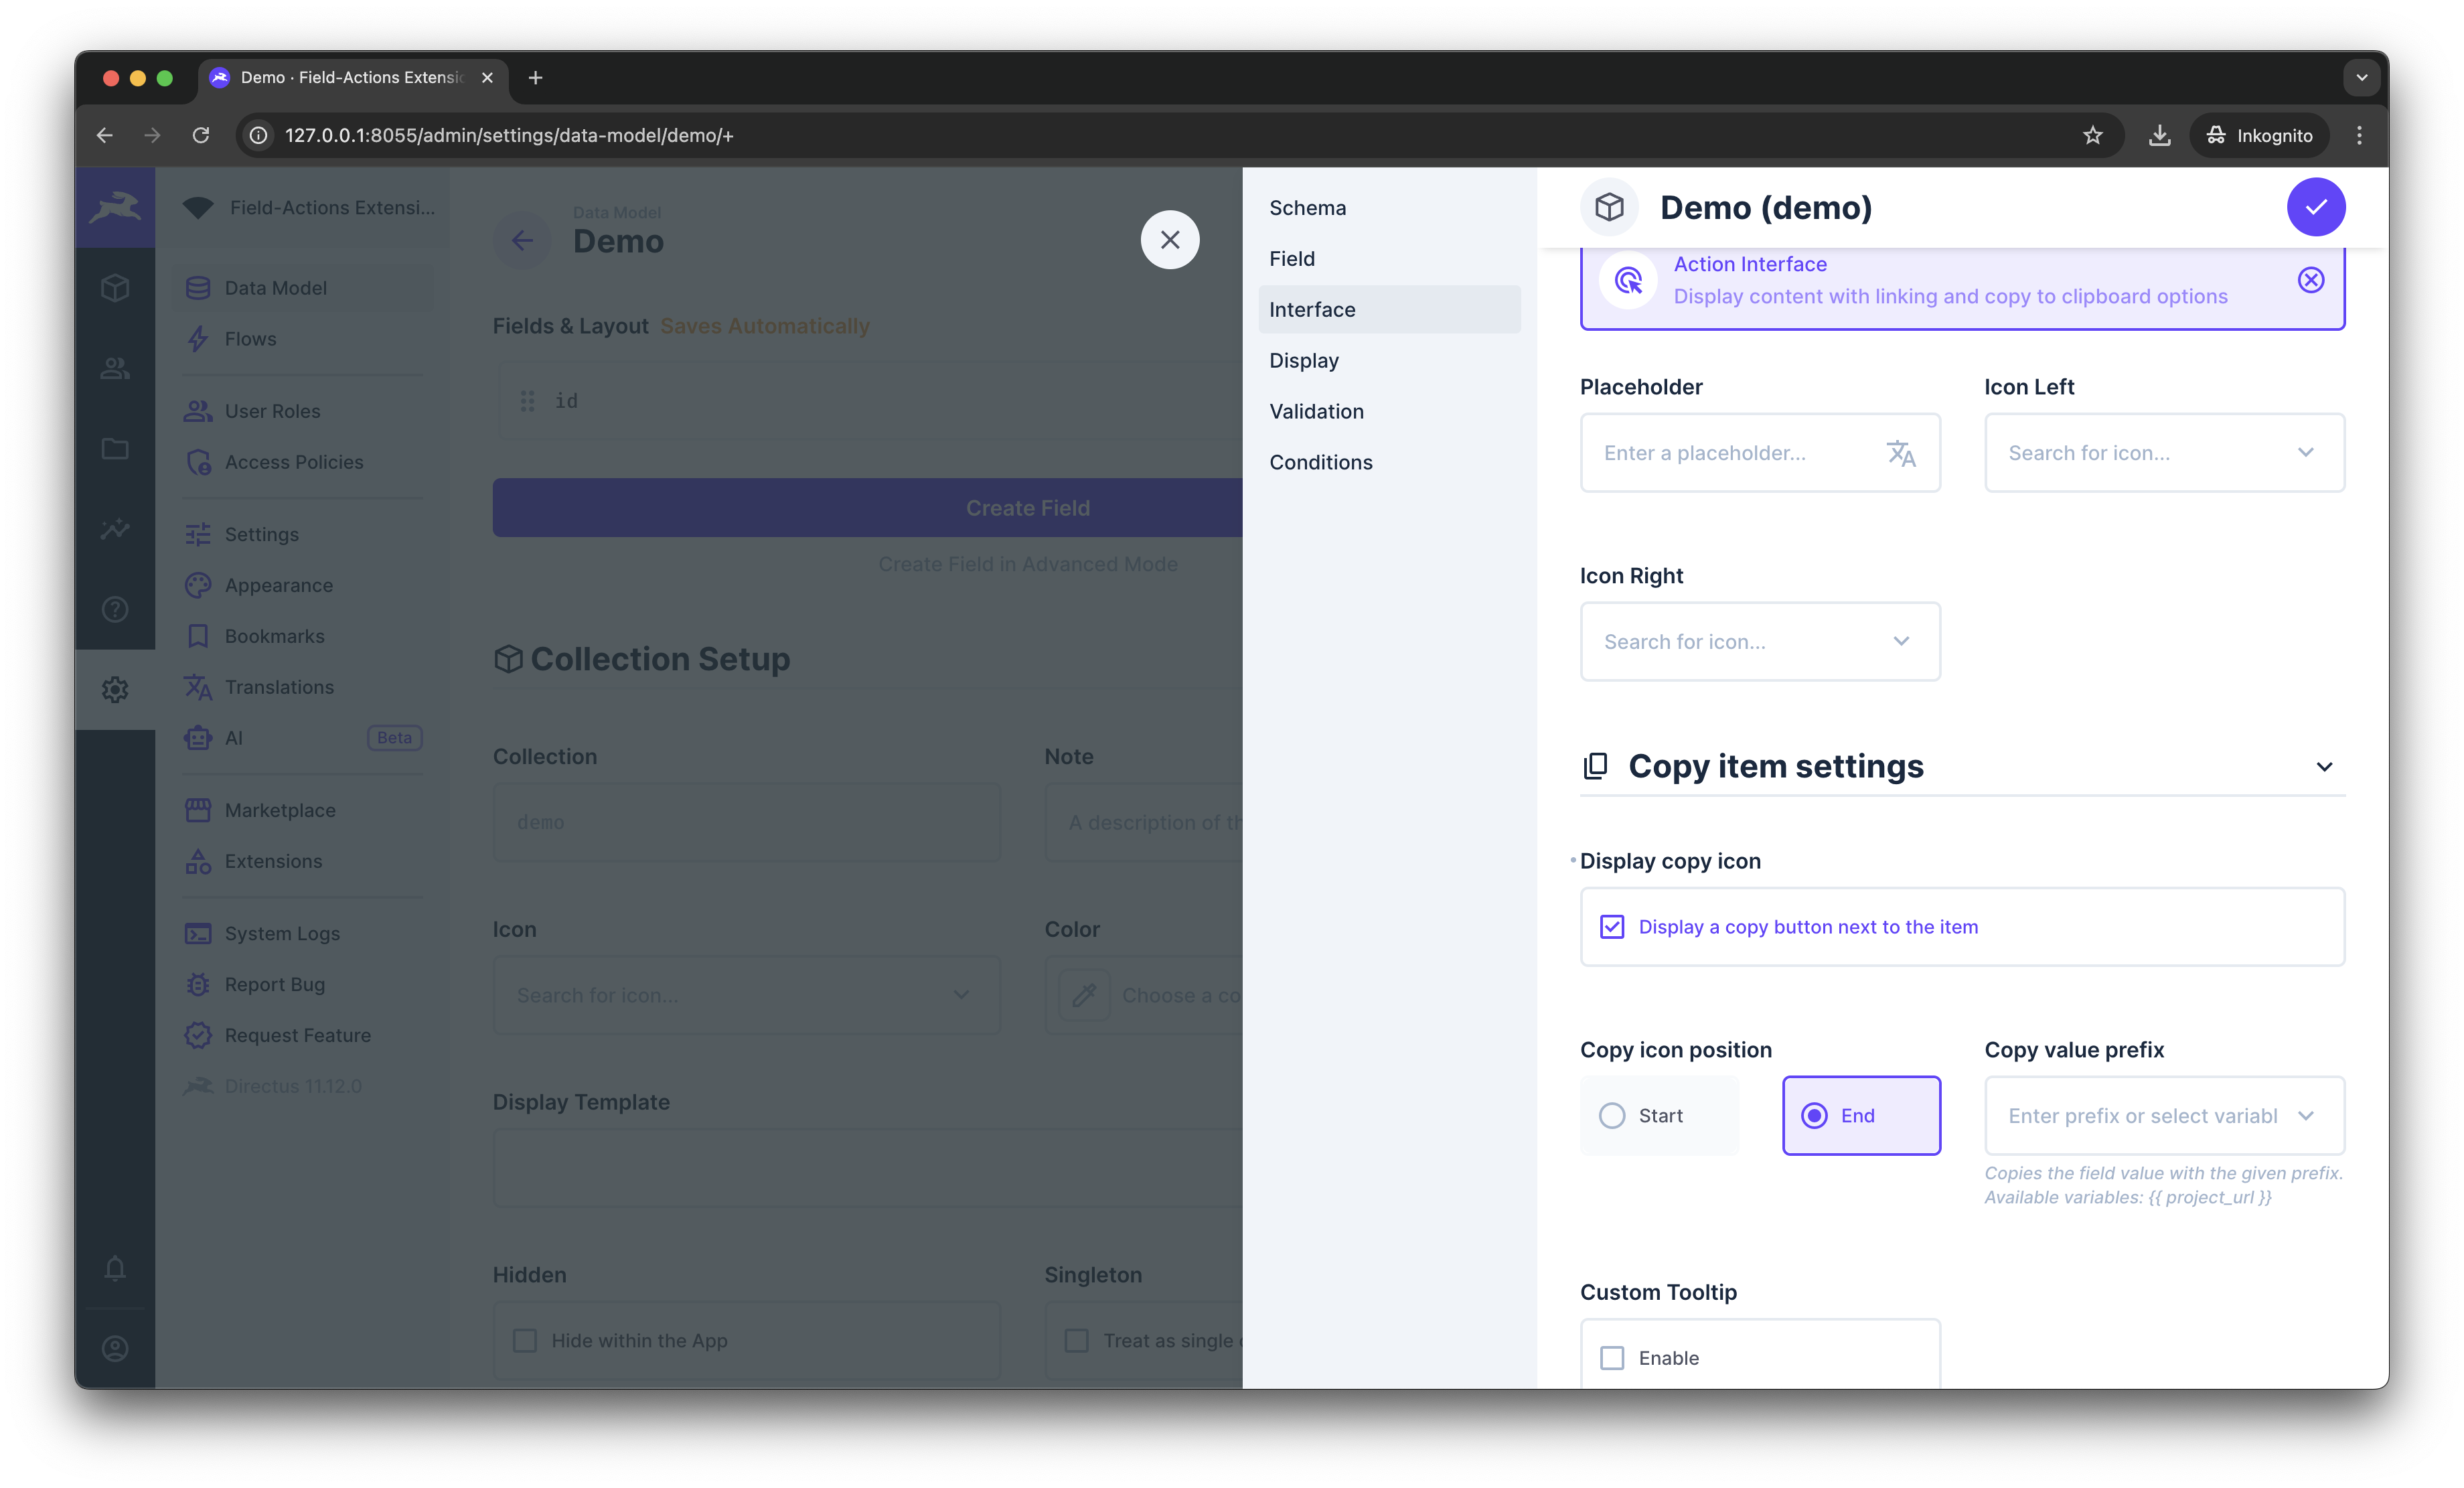 Demo · Field-Actions Extensio
127.0.0.1:8055/admin/settings/data-model/demo/+
Inkognito
Field-Actions Extensi...
Data Model
Flows
User Roles
Access Policies
Settings
Appearance
Bookmarks
Translations
AI
Beta
Marketplace
Extensions
System Logs
Report Bug
Request Feature
Directus 11.12.0
Data Model
Demo
Fields & Layout Saves Automatically
id
Create Field
Create Field in Advanced Mode
Collection Setup
Collection
Note
demo
A description of th
Icon
Color
Search for icon...
Choose a co
Display Template
Hidden
Singleton
Hide within the App
Treat as single
Schema
Field
Interface
Display
Validation
Conditions
Demo (demo)
Action Interface
Display content with linking and copy to clipboard options
Placeholder
Icon Left
Enter a placeholder...
Search for icon...
Icon Right
Search for icon...
Copy item settings
Display copy icon
Display a copy button next to the item
Copy icon position
Copy value prefix
Start
End
Enter prefix or select variabl
Copies the field value with the given prefix.
Available variables: {{ project_url }}
Custom Tooltip
Enable